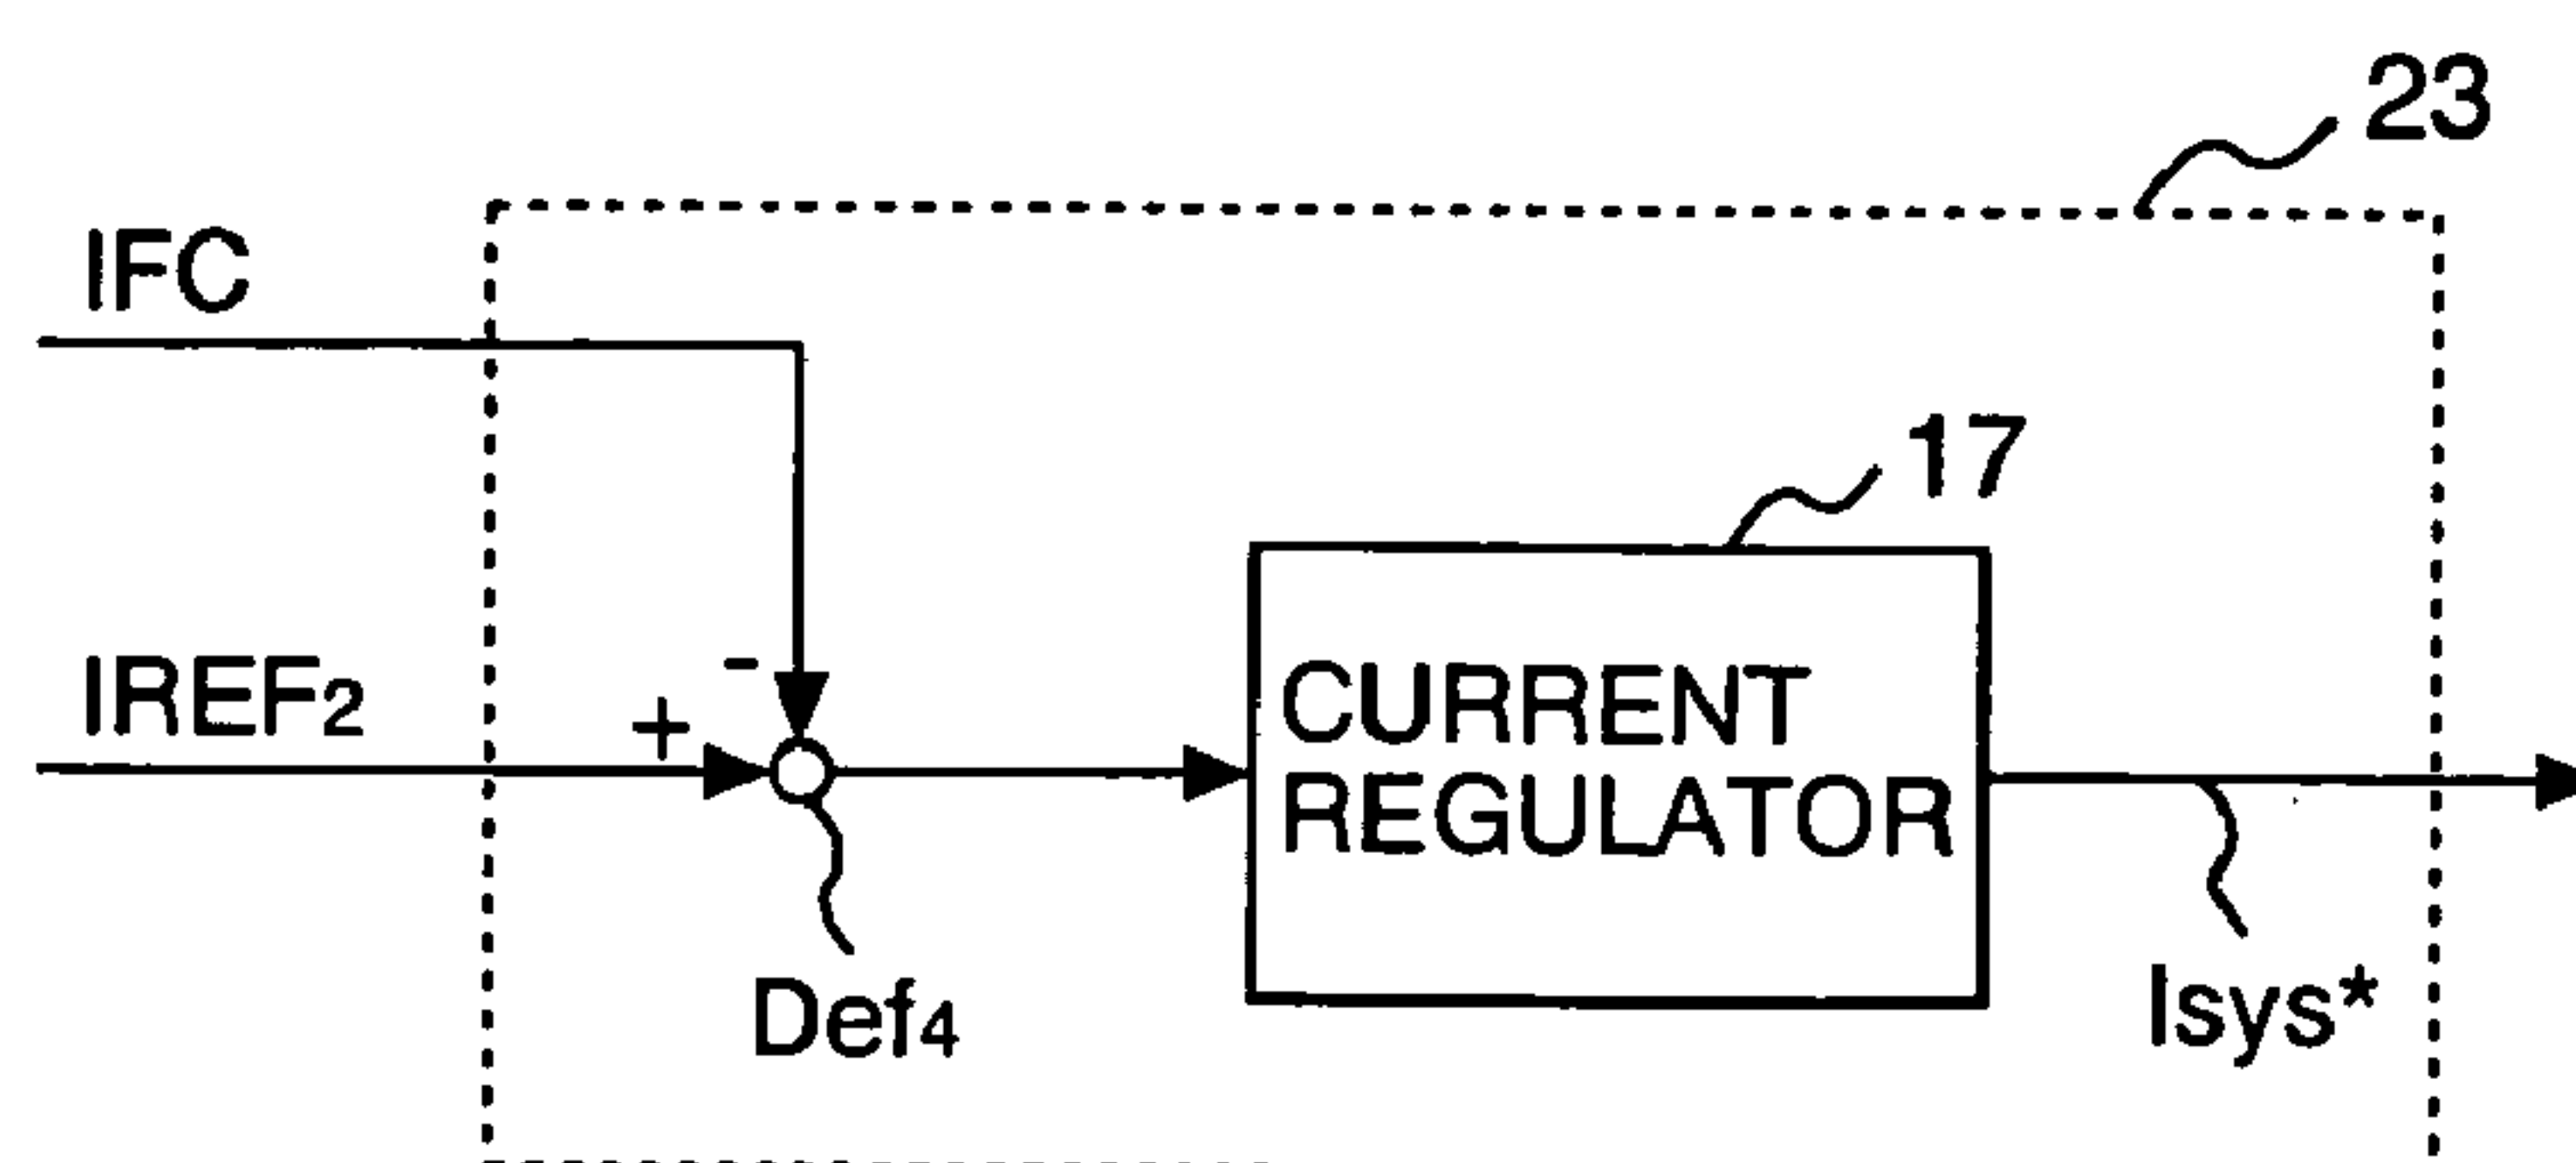 23
IFC
17
IREF2
-
+
CURRENT
REGULATOR
Def4
Isys*